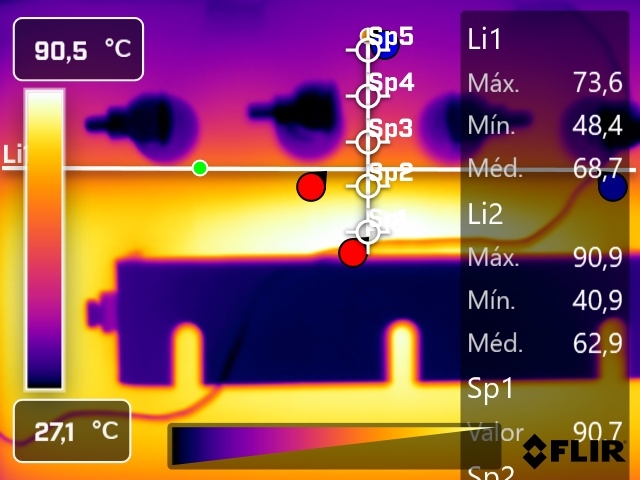 90,5 °C
Sp5
Sp4
Sp3
Sp2
Li
27,1 °C
Li1
Máx. 73,6
Mín. 48,4
Méd. 68,7
Li2
Máx. 90,9
Mín. 40,9
Méd. 62,9
Sp1
Valor 90,7
Sp2
FLIR